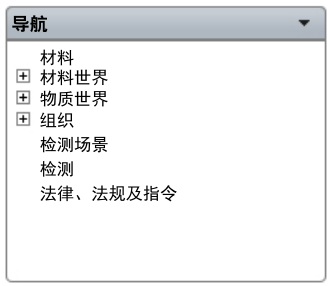 导航
材料
材料世界
物质世界
组织
检测场景
检测
法律、法规及指令